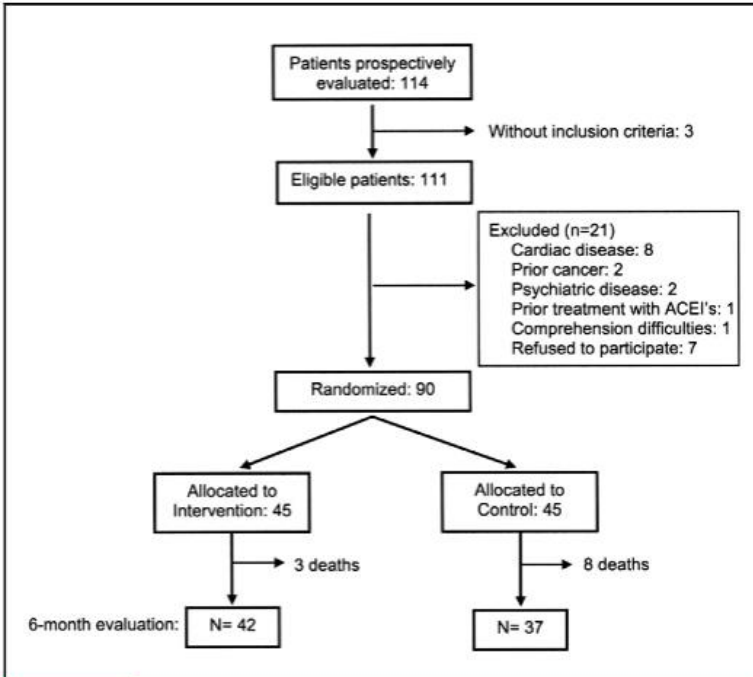 Patients prospectively
evaluated: 114
Without inclusion criteria: 3
Eligible patients: 111
Excluded (n=21)
Cardiac disease: 8
Prior cancer: 2
Psychiatric disease: 2
Prior treatment with ACEI's: 1
Comprehension difficulties: 1
Refused to participate: 7
Randomized: 90
Allocated to
Intervention: 45
Allocated to
Control: 45
3 deaths
8 deaths
6-month evaluation:
N= 42
N= 37